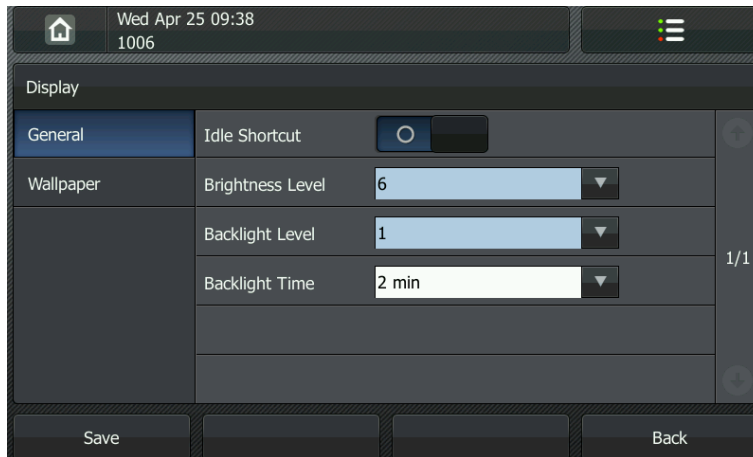 Wed Apr 25 09:38
1006
Display
General
Idle Shortcut
Wallpaper
Brightness Level 6
Backlight Level 1
Backlight Time 2 min
1/1
Save
Back